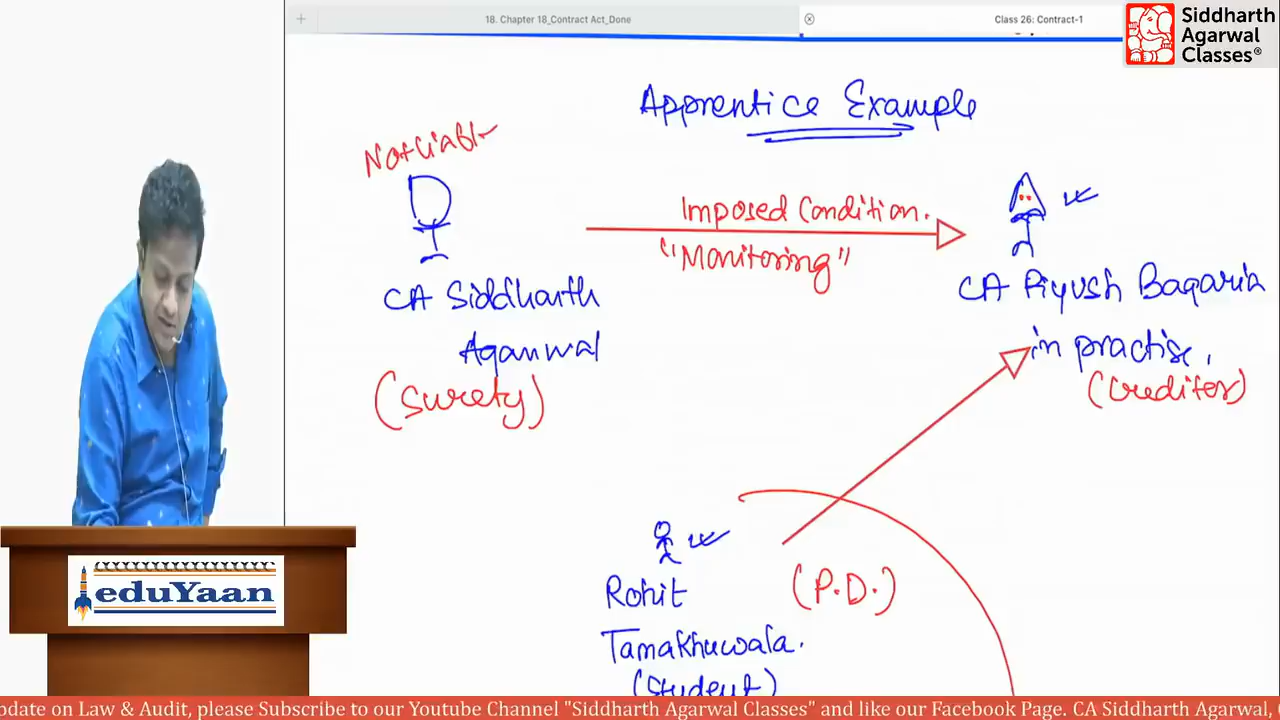 18. Chapter 18_Contract Act_Done
Class 26: Contract-1
Siddharth
Agarwal
Classes®
Apprentice Example
Not liable
Imposed Condition.
"Monitoring"
CA Siddharth
Agarwal
(Surety)
CA Piyush Bagaria
in practise,
(Creditor)
Rohit
(P.D.)
Tamakhuwala.
(Student)
eduYaan
pdate on Law & Audit, please Subscribe to our Youtube Channel "Siddharth Agarwal Classes" and like our Facebook Page. CA Siddharth Agarwal,